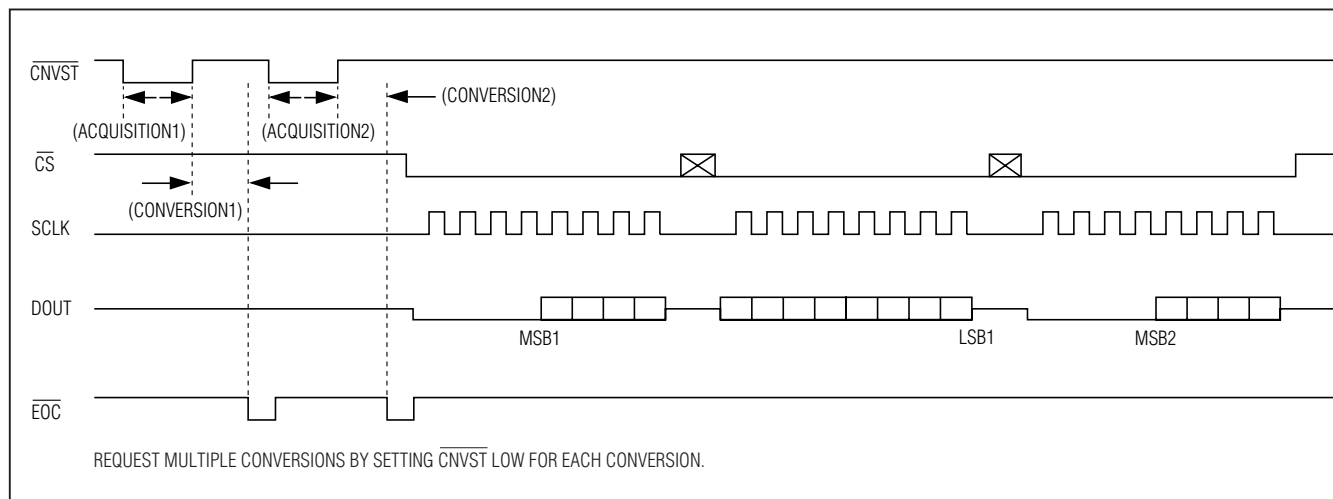 CNVST
(CONVERSION2)
(ACQUISITION1)
(ACQUISITION2)
CS
(CONVERSION1)
SCLK
DOUT
MSB1
LSB1
MSB2
EOC
REQUEST MULTIPLE CONVERSIONS BY SETTING CNVST LOW FOR EACH CONVERSION.